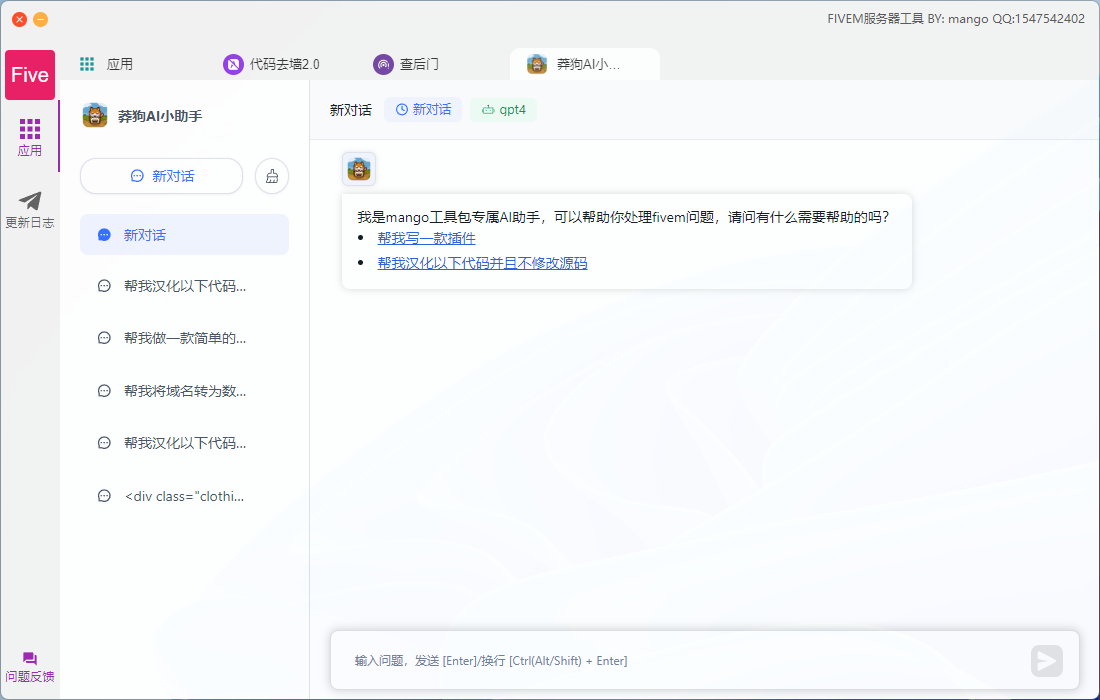 FIVEM服务器工具 BY: mango QQ:1547542402
Five
应用
更新日志
问题反馈
应用
代码去墙2.0
查后门
莽狗AI小...
莽狗AI小助手
新对话
新对话
帮我汉化以下代码...
帮我做一款简单的...
帮我将域名转为数...
帮我汉化以下代码...
<div class="clothi...
新对话 新对话 gpt4
我是mango工具包专属AI助手，可以帮助你处理fivem问题，请问有什么需要帮助的吗？
帮我写一款插件
帮我汉化以下代码并且不修改源码
输入问题，发送 [Enter]/换行 [Ctrl(Alt/Shift) + Enter]